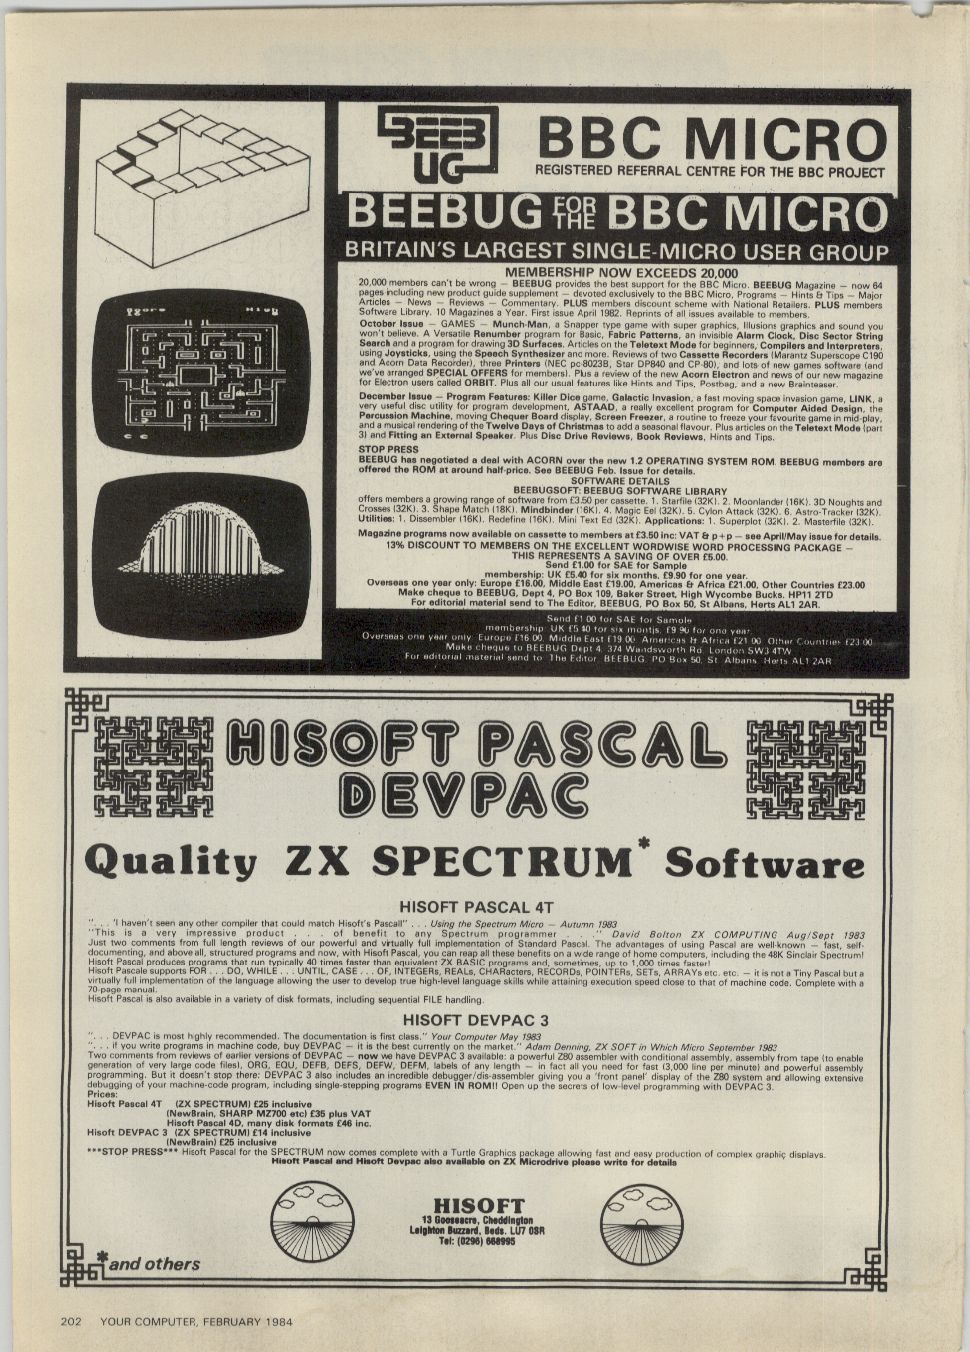 BEEB
UG
BBC MICRO
REGISTERED REFERRAL CENTRE FOR THE BBC PROJECT
BEEBUG FOR THE BBC MICRO
BRITAIN'S LARGEST SINGLE-MICRO USER GROUP
MEMBERSHIP NOW EXCEEDS 20,000
20,000 members can't be wrong — BEEBUG provides the best support for the BBC Micro. BEEBUG Magazine — now 64
pages including new product guide supplement — devoted exclusively to the BBC Micro, Programs — Hints & Tips — Major
Articles — News — Reviews — Commentary. PLUS members discount scheme with National Retailers. PLUS members
Software Library. 10 Magazines a Year. First issue April 1982. Reprints of all issues available to members.
October Issue — GAMES — Munch-Man, a Snapper type game with super graphics, Illusions graphics and sound you
won't believe. A Versatile Renumber program for Basic, Fabric Patterns, an invisible Alarm Clock, Disc Sector String
Search and a program for drawing 3D Surfaces. Articles on the Teletext Mode for beginners, Compilers and Interpreters,
using Joysticks, using the Speech Synthesizer and more. Reviews of two Cassette Recorders (Marantz Superscope C190
and Acorn Data Recorder), three Printers (NEC pc-8023B, Star DP840 and CP-80), and lots of new games software (and
we've arranged SPECIAL OFFERS for members). Plus a review of the new Acorn Electron and news of our new magazine
for Electron users called ORBIT. Plus all our usual features like Hints and Tips, Postbag, and a new Brainteaser.
December Issue — Program Features: Killer Dice game, Galactic Invasion, a fast moving space invasion game, LINK, a
very useful disc utility for program development. ASTAAD, a really excellent program for Computer Aided Design, the
Percussion Machine, moving Chequer Board display, Screen Freezer, a routine to freeze your favourite game in mid-play,
and a musical rendering of the Twelve Days of Christmas to add a seasonal flavour. Plus articles on the Teletext Mode (part
3) and Fitting an External Speaker. Plus Disc Drive Reviews, Book Reviews, Hints and Tips.
STOP PRESS
BEEBUG has negotiated a deal with ACORN over the new 1.2 OPERATING SYSTEM ROM. BEEBUG members are
offered the ROM at around half-price. See BEEBUG Feb. Issue for details.
SOFTWARE DETAILS
BEEBUGSOFT: BEEBUG SOFTWARE LIBRARY
offers members a growing range of software from £3.50 per cassette. 1. Starfire (32K). 2. Moonlander (16K). 3D Noughts and
Crosses (32K). 3. Shape Match (18K). Mindbinder (16K). 4. Magic Eel (32K). 5. Cylon Attack (32K). 6. Astro-Tracker (32K).
Utilities: 1. Dissembler (16K). Redefine (16K). Mini Text Ed (32K). Applications: 1. Superplot (32K). 2. Masterfile (32K).
Magazine programs now available on cassette to members at £3.50 inc: VAT & p+p — see April/May issue for details.
13% DISCOUNT TO MEMBERS ON THE EXCELLENT WORDWISE WORD PROCESSING PACKAGE —
THIS REPRESENTS A SAVING OF OVER £5.00.
Send £1.00 for SAE for Sample
membership: UK £5.40 for six months, £9.90 for one year.
Overseas one year only: Europe £16.00, Middle East £19.00, Americas & Africa £21.00, Other Countries £23.00
Make cheque to BEEBUG, Dept 4, PO Box 109, Baker Street, High Wycombe Bucks. HP11 2TD
For editorial material send to The Editor, BEEBUG, PO Box 50, St Albans, Herts AL1 2AR.
Send £1.00 for SAE for Sample
membership: UK £5.40 for six months, £9.90 for one year.
Overseas one year only: Europe £16.00, Middle East £19.00, Americas & Africa £21.00, Other Countries £23.00
Make cheque to BEEBUG Dept 4, 374 Wandsworth Rd, London SW3 4TW
For editorial material send to: The Editor, BEEBUG, PO Box 50, St. Albans, Herts AL1 2AR
HISOFT PASCAL
DEVPAC
Quality ZX SPECTRUM* Software
HISOFT PASCAL 4T
". . . 'I haven't seen any other compiler that could match Hisoft's Pascal!" . . . Using the Spectrum Micro — Autumn 1983
"This is a very impressive product . . . of benefit to any Spectrum programmer . . . " David Bolton ZX COMPUTING Aug/Sept 1983
Just two comments from full length reviews of our powerful and virtually full implementation of Standard Pascal. The advantages of using Pascal are well-known — fast, self-
documenting, and above all, structured programs and now, with Hisoft Pascal, you can reap all these benefits on a wide range of home computers, including the 48K Sinclair Spectrum!
Hisoft Pascal produces programs that run typically 40 times faster than equivalent ZX BASIC programs and, sometimes, up to 1,000 times faster!
Hisoft Pascale supports FOR . . . DO, WHILE . . . UNTIL, CASE . . . OF, INTEGERs, REALs, CHARacters, RECORDs, POINTERs, SETs, ARRAYs etc. etc. — it is not a Tiny Pascal but a
virtually full implementation of the language allowing the user to develop true high-level language skills while attaining execution speed close to that of machine code. Complete with a
70-page manual.
Hisoft Pascal is also available in a variety of disk formats, including sequential FILE handling.
HISOFT DEVPAC 3
". . . DEVPAC is most highly recommended. The documentation is first class." Your Computer May 1983
". . . if you write programs in machine code, buy DEVPAC — it is the best currently on the market." Adam Denning, ZX SOFT in Which Micro September 1983
Two comments from reviews of earlier versions of DEVPAC — now we have DEVPAC 3 available: a powerful Z80 assembler with conditional assembly, assembly from tape (to enable
generation of very large code files), ORG, EQU, DEFB, DEFS, DEFW, DEFM, labels of any length — in fact all you need for fast (3,000 line per minute) and powerful assembly
programming. But it doesn't stop there: DEVPAC 3 also includes an incredible debugger/dis-assembler giving you a 'front panel' display of the Z80 system and allowing extensive
debugging of your machine-code program, including single-stepping programs EVEN IN ROM!! Open up the secre's of low-level programming with DEVPAC 3.
Prices:
Hisoft Pascal 4T (ZX SPECTRUM) £25 inclusive
(NewBrain, SHARP MZ700 etc) £35 plus VAT
Hisoft Pascal 4D, many disk formats £46 inc.
Hisoft DEVPAC 3 (ZX SPECTRUM) £14 inclusive
(NewBrain) £25 inclusive
***STOP PRESS*** Hisoft Pascal for the SPECTRUM now comes complete with a Turtle Graphics package allowing fast and easy production of complex graphic displays.
Hisoft Pascal and Hisoft Devpac also available on ZX Microdrive please write for details
HISOFT
13 Gooseacre, Cheddington
Leighton Buzzard, Beds. LU7 0SR
Tel: (0296) 668995
*and others
202 YOUR COMPUTER, FEBRUARY 1984